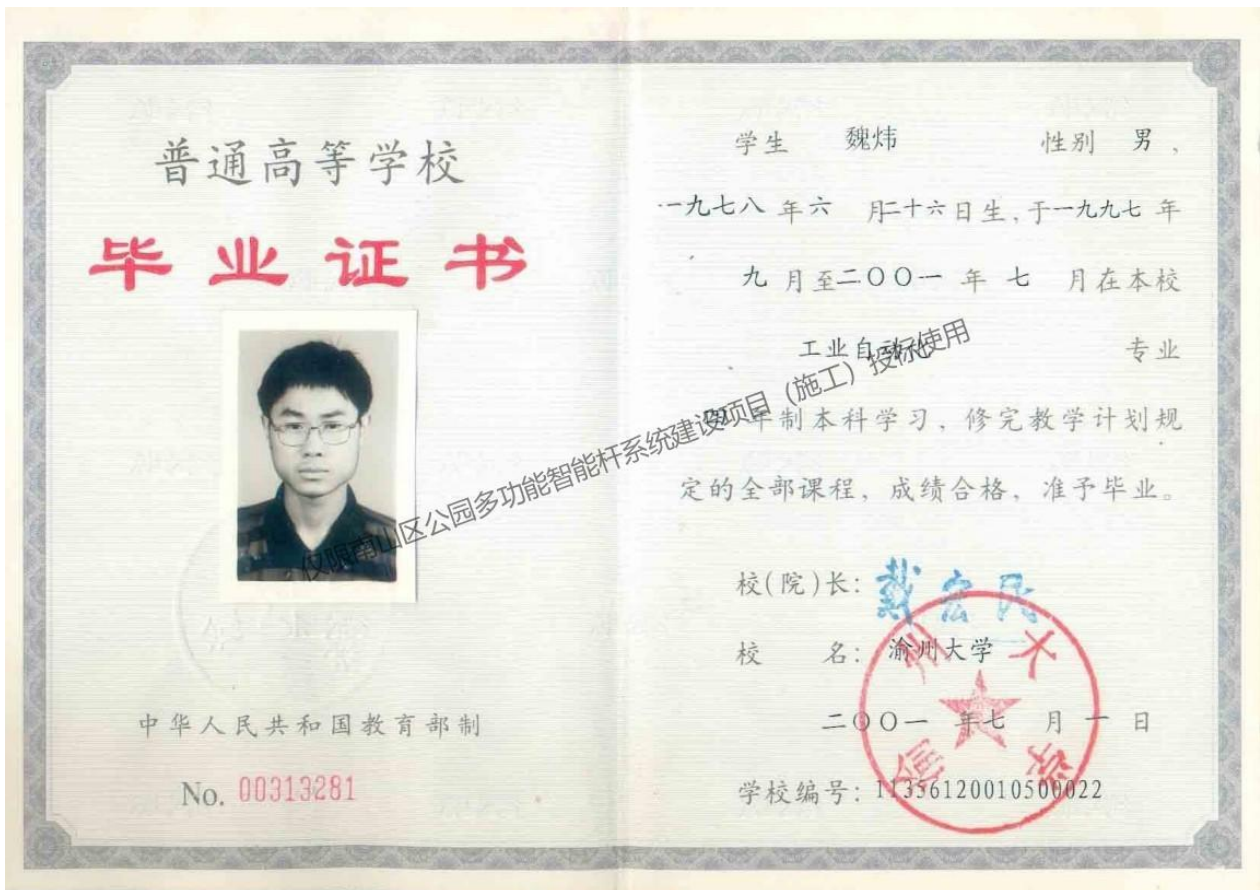 普通高等学校
毕业证书
中华人民共和国教育部制
No. 00313281
学生 魏炜 性别 男，
一九七八 年六 月二十六日生，于一九九七 年
九 月至二〇〇一 年 七 月在本校
工业自动化 专业
年制本科学习，修完教学计划规
定的全部课程，成绩合格，准予毕业。
校(院)长： 戴宏民
校 名： 渝州大学
二〇〇一 年七 月 一 日
学校编号：11356120010500022
渝州大学
仅限南山区公园多功能智能杆系统建设项目（施工）投标使用